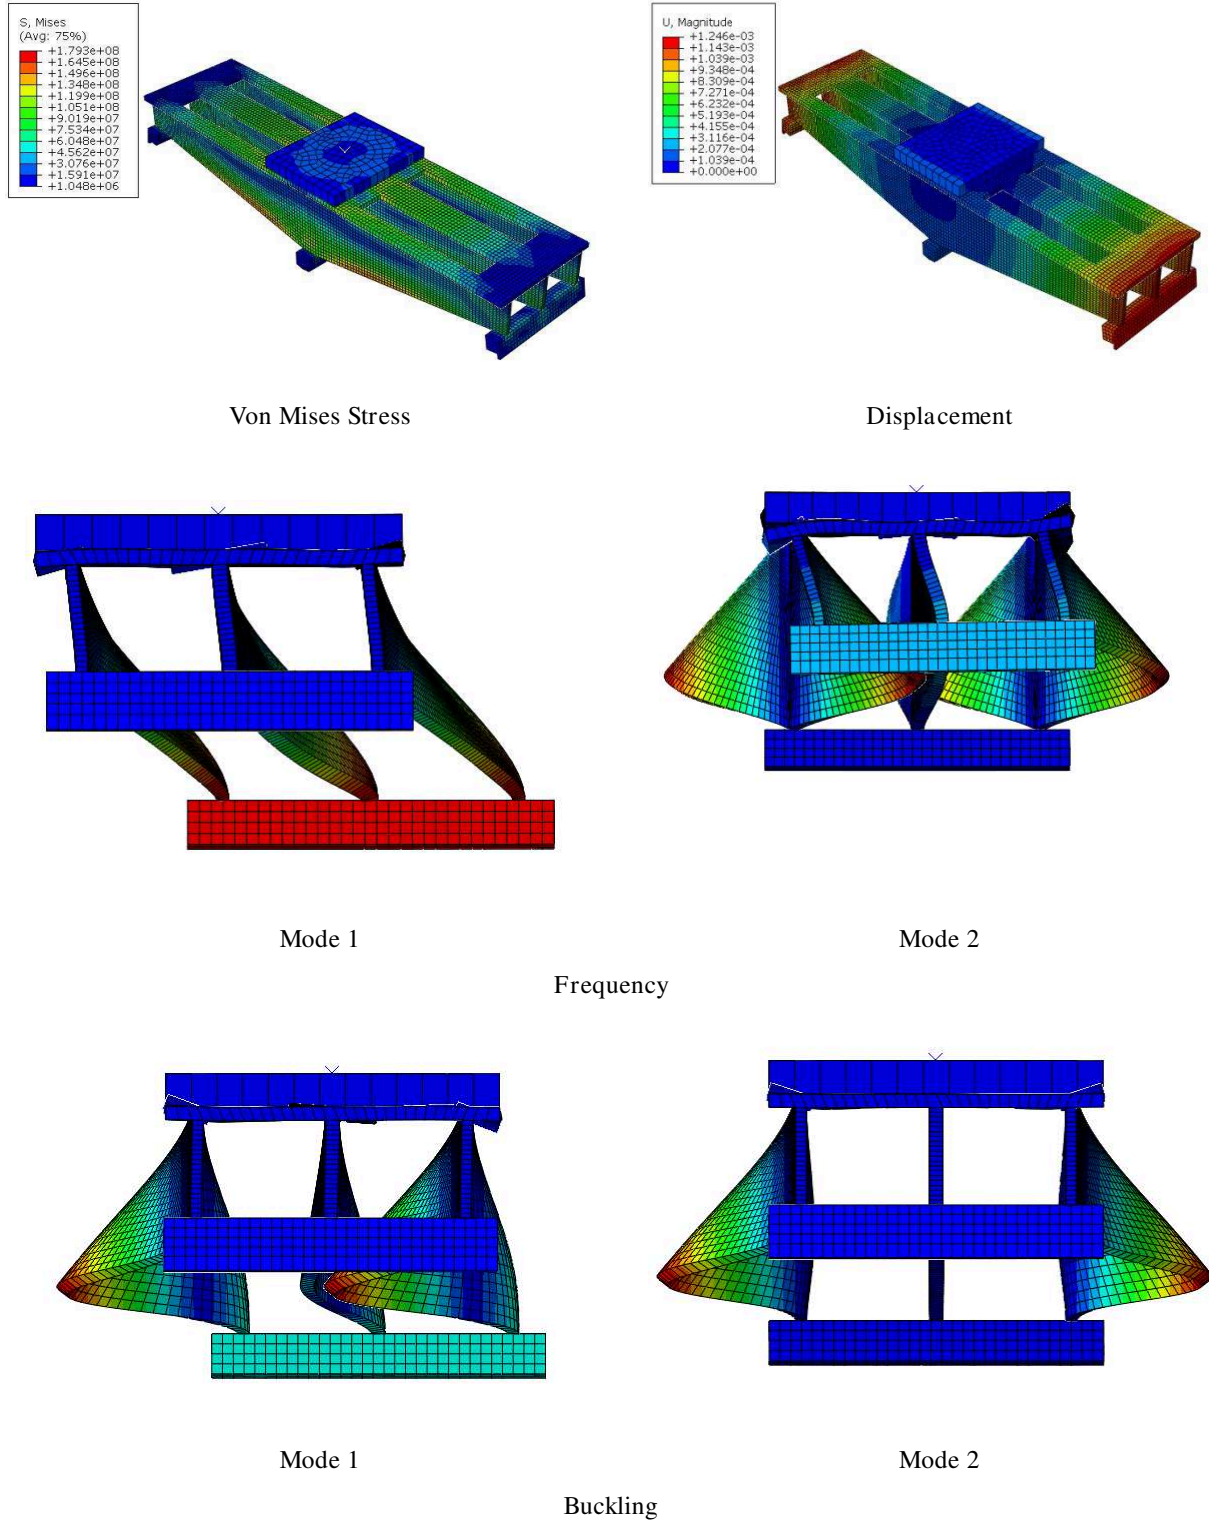 S, Mises
(Avg: 75%)
+1.793e+08
+1.645e+08
+1.496e+08
+1.348e+08
+1.199e+08
+1.051e+08
+9.019e+07
+7.534e+07
+6.048e+07
+4.562e+07
+3.076e+07
+1.591e+07
+1.048e+06
U, Magnitude
+1.246e-03
+1.143e-03
+1.039e-03
+9.348e-04
+8.309e-04
+7.271e-04
+6.232e-04
+5.193e-04
+4.155e-04
+3.116e-04
+2.077e-04
+1.039e-04
+0.000e+00
Von Mises Stress
Displacement
Mode 1
Mode 2
Frequency
Mode 1
Mode 2
Buckling